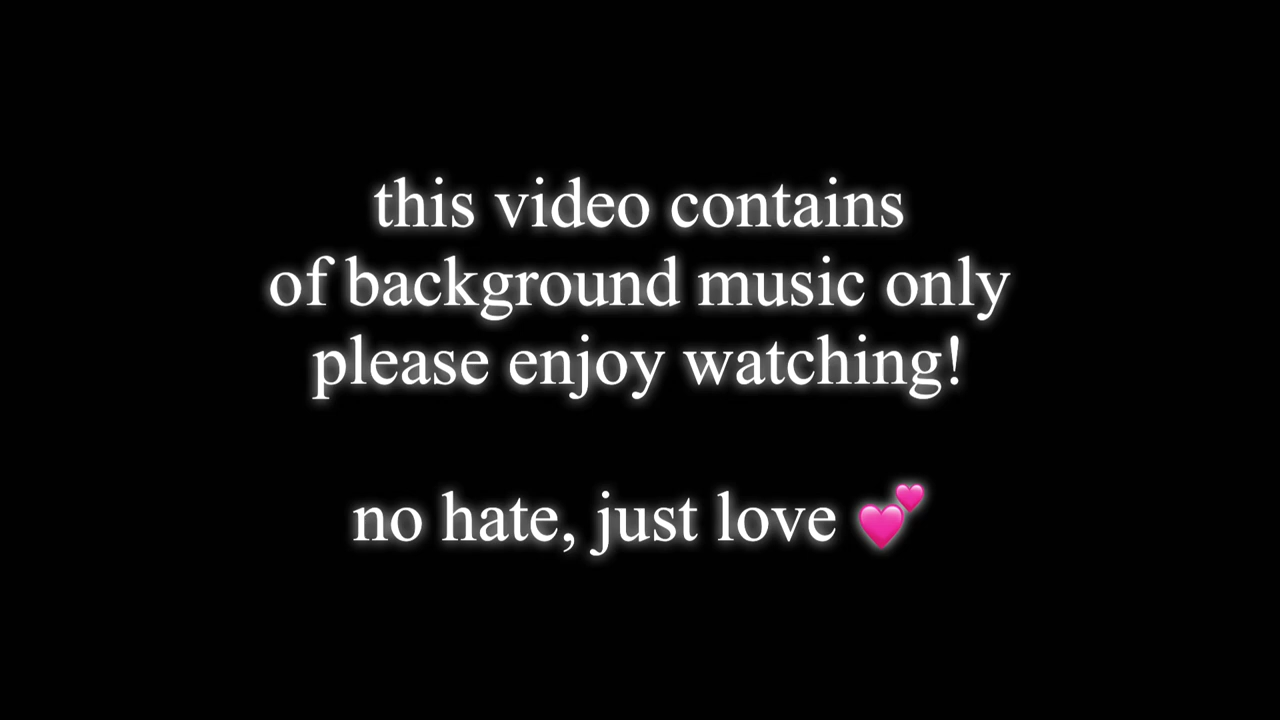 this video contains
of background music only
please enjoy watching!
no hate, just love 💕